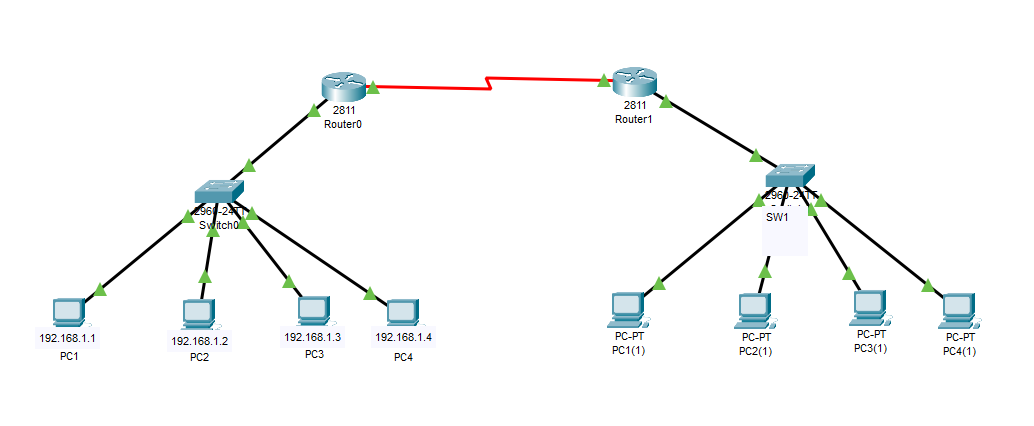 2811
Router0
2811
Router1
2960-24TT
Switch0
2960-24TT
SW1
192.168.1.1
PC1
192.168.1.2
PC2
192.168.1.3
PC3
192.168.1.4
PC4
PC-PT
PC1(1)
PC-PT
PC2(1)
PC-PT
PC3(1)
PC-PT
PC4(1)